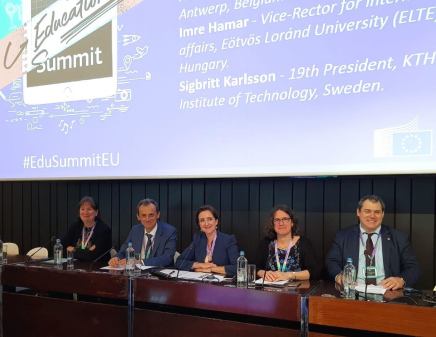 Education
Summit
#EduSummitEU
Antwerp, Belgium
Imre Hamar - Vice-Rector for
affairs, Eötvös Loránd University (ELTE)
Hungary.
Sigbritt Karlsson - 19th President, KTH
Institute of Technology, Sweden.